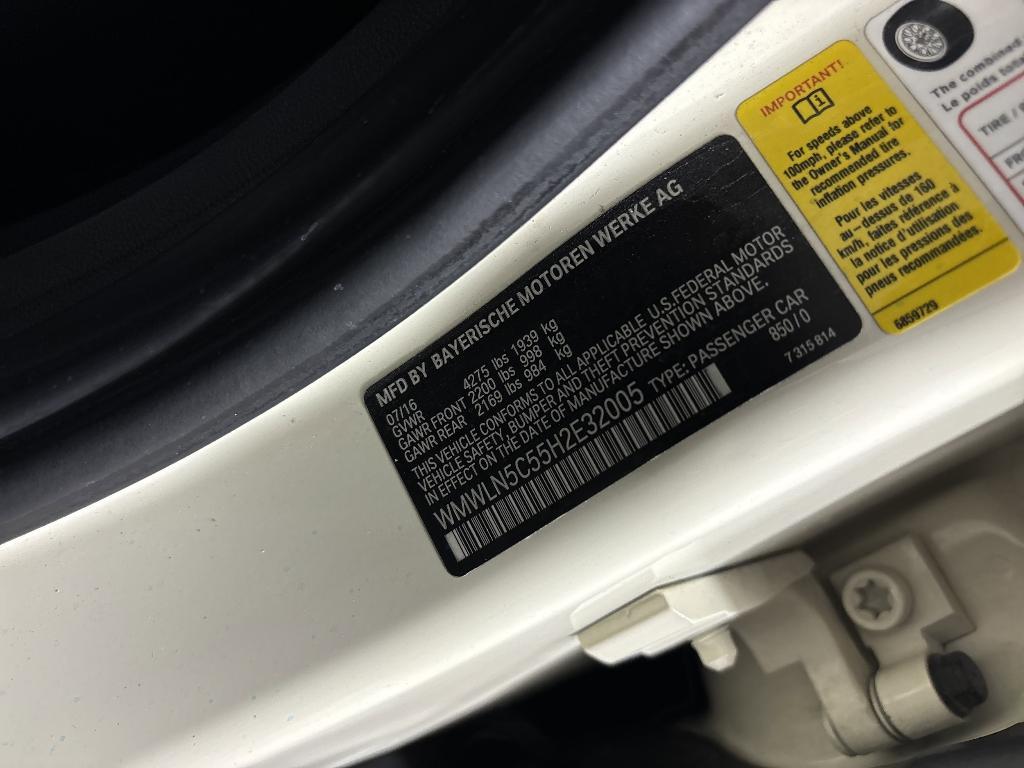 MFD BY BAYERISCHE MOTOREN WERKE AG
07/16
GVWR 4275 lbs 1939 kg
GAWR FRONT 2200 lbs 998 kg
GAWR REAR 2169 lbs 984 kg
THIS VEHICLE CONFORMS TO ALL APPLICABLE U.S.FEDERAL MOTOR
VEHICLE SAFETY, BUMPER AND THEFT PREVENTION STANDARDS
IN EFFECT ON THE DATE OF MANUFACTURE SHOWN ABOVE.
WMWLN5C55H2E32005 TYPE: PASSENGER CAR
850/0
7 315 814
IMPORTANT!
i
For speeds above
100mph, please refer to
the Owner's Manual for
recommended tire
inflation pressures.
Pour les vitesses
au-dessus de 160
km/h, faites référence à
la notice d'utilisation
pour les pressions des
pneus recommandées.
6859729
The combined
Le poids
TIRE /